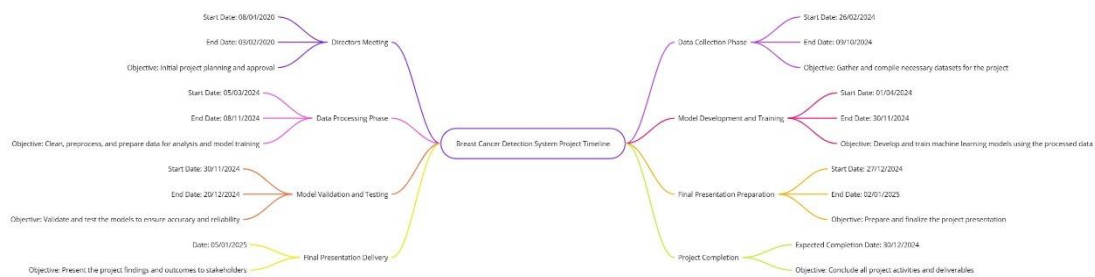 Breast Cancer Detection System Project Timeline
Directors Meeting
Start Date: 08/04/2020
End Date: 03/02/2020
Objective: Initial project planning and approval
Data Processing Phase
Start Date: 05/03/2024
End Date: 08/11/2024
Objective: Clean, preprocess, and prepare data for analysis and model training
Model Validation and Testing
Start Date: 30/11/2024
End Date: 20/12/2024
Objective: Validate and test the models to ensure accuracy and reliability
Final Presentation Delivery
Date: 05/01/2025
Objective: Present the project findings and outcomes to stakeholders
Data Collection Phase
Start Date: 26/02/2024
End Date: 09/10/2024
Objective: Gather and compile necessary datasets for the project
Model Development and Training
Start Date: 01/04/2024
End Date: 30/11/2024
Objective: Develop and train machine learning models using the processed data
Final Presentation Preparation
Start Date: 27/12/2024
End Date: 02/01/2025
Objective: Prepare and finalize the project presentation
Project Completion
Expected Completion Date: 30/12/2024
Objective: Conclude all project activities and deliverables